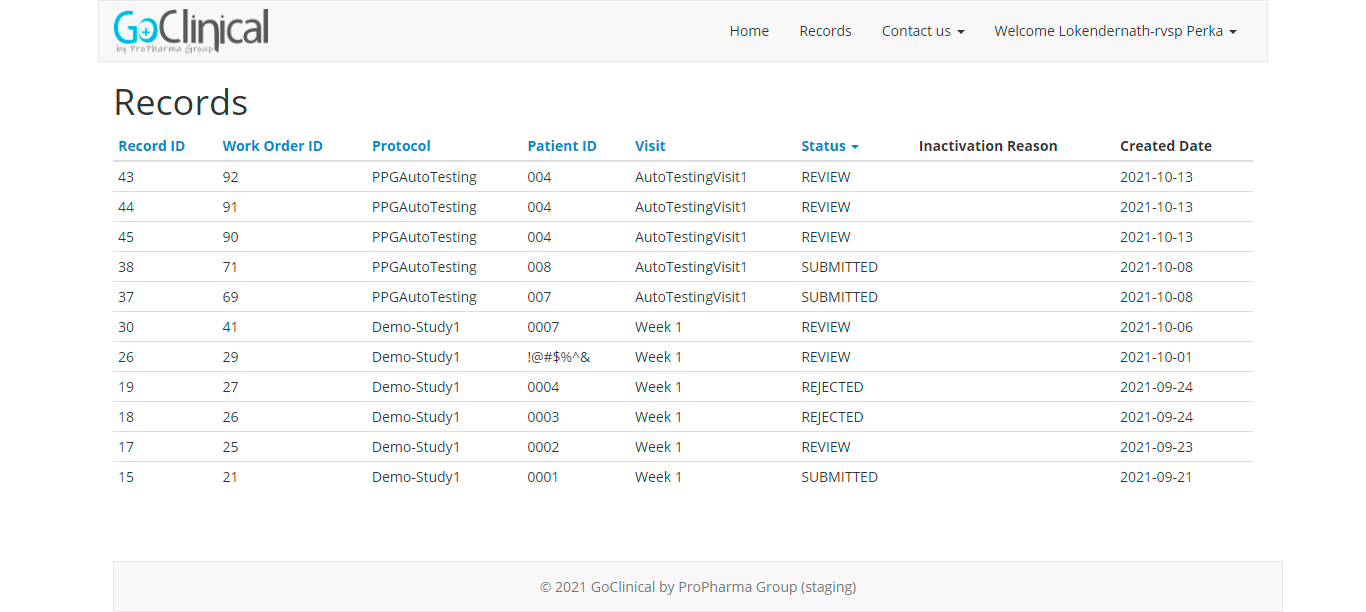 GoClinical
by ProPharma Group
Home Records Contact us Welcome Lokendernath-rvsp Perka
Records
Record ID Work Order ID Protocol Patient ID Visit Status Inactivation Reason Created Date
43 92 PPGAutoTesting 004 AutoTestingVisit1 REVIEW 2021-10-13
44 91 PPGAutoTesting 004 AutoTestingVisit1 REVIEW 2021-10-13
45 90 PPGAutoTesting 004 AutoTestingVisit1 REVIEW 2021-10-13
38 71 PPGAutoTesting 008 AutoTestingVisit1 SUBMITTED 2021-10-08
37 69 PPGAutoTesting 007 AutoTestingVisit1 SUBMITTED 2021-10-08
30 41 Demo-Study1 0007 Week 1 REVIEW 2021-10-06
26 29 Demo-Study1 !@#$%^& Week 1 REVIEW 2021-10-01
19 27 Demo-Study1 0004 Week 1 REJECTED 2021-09-24
18 26 Demo-Study1 0003 Week 1 REJECTED 2021-09-24
17 25 Demo-Study1 0002 Week 1 REVIEW 2021-09-23
15 21 Demo-Study1 0001 Week 1 SUBMITTED 2021-09-21
© 2021 GoClinical by ProPharma Group (staging)